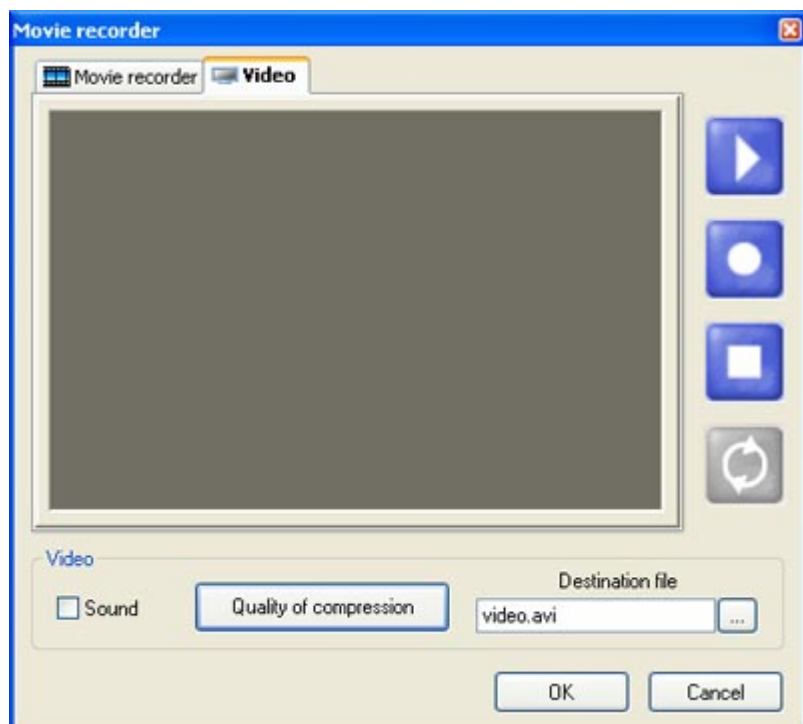 Movie recorder
Movie recorder Video
Video
Destination file
Sound Quality of compression video.avi ...
OK Cancel